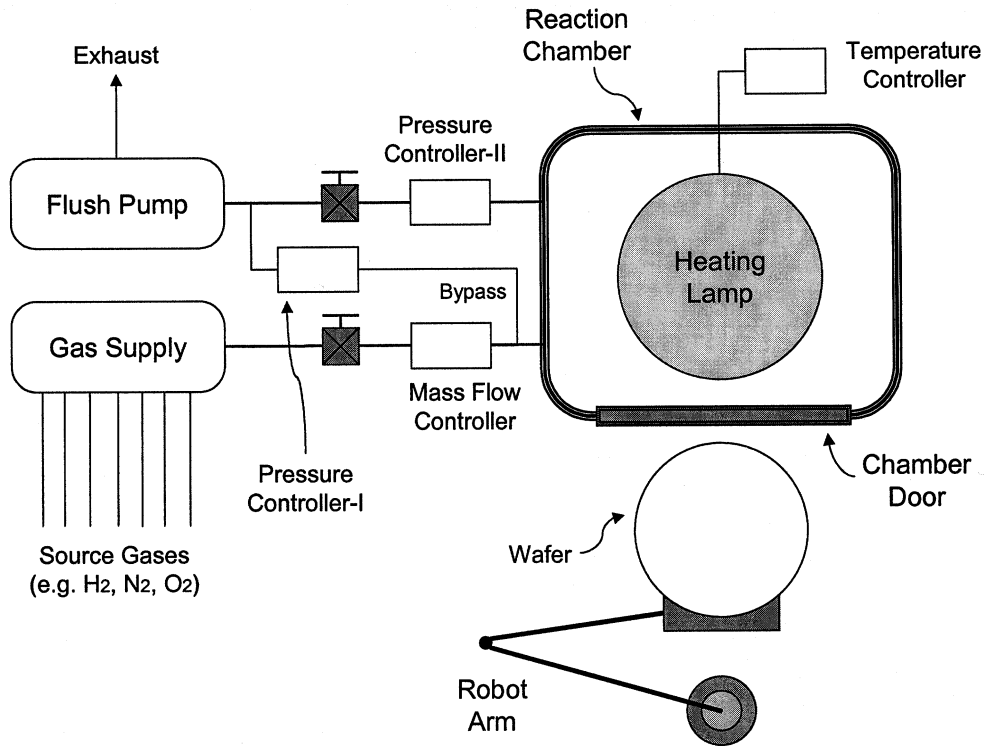 Exhaust
Reaction
Chamber
Temperature
Controller
Pressure
Controller-II
Flush Pump
Heating
Lamp
Bypass
Gas Supply
Mass Flow
Controller
Pressure
Controller-I
Chamber
Door
Source Gases
(e.g. H2, N2, O2)
Wafer
Robot
Arm